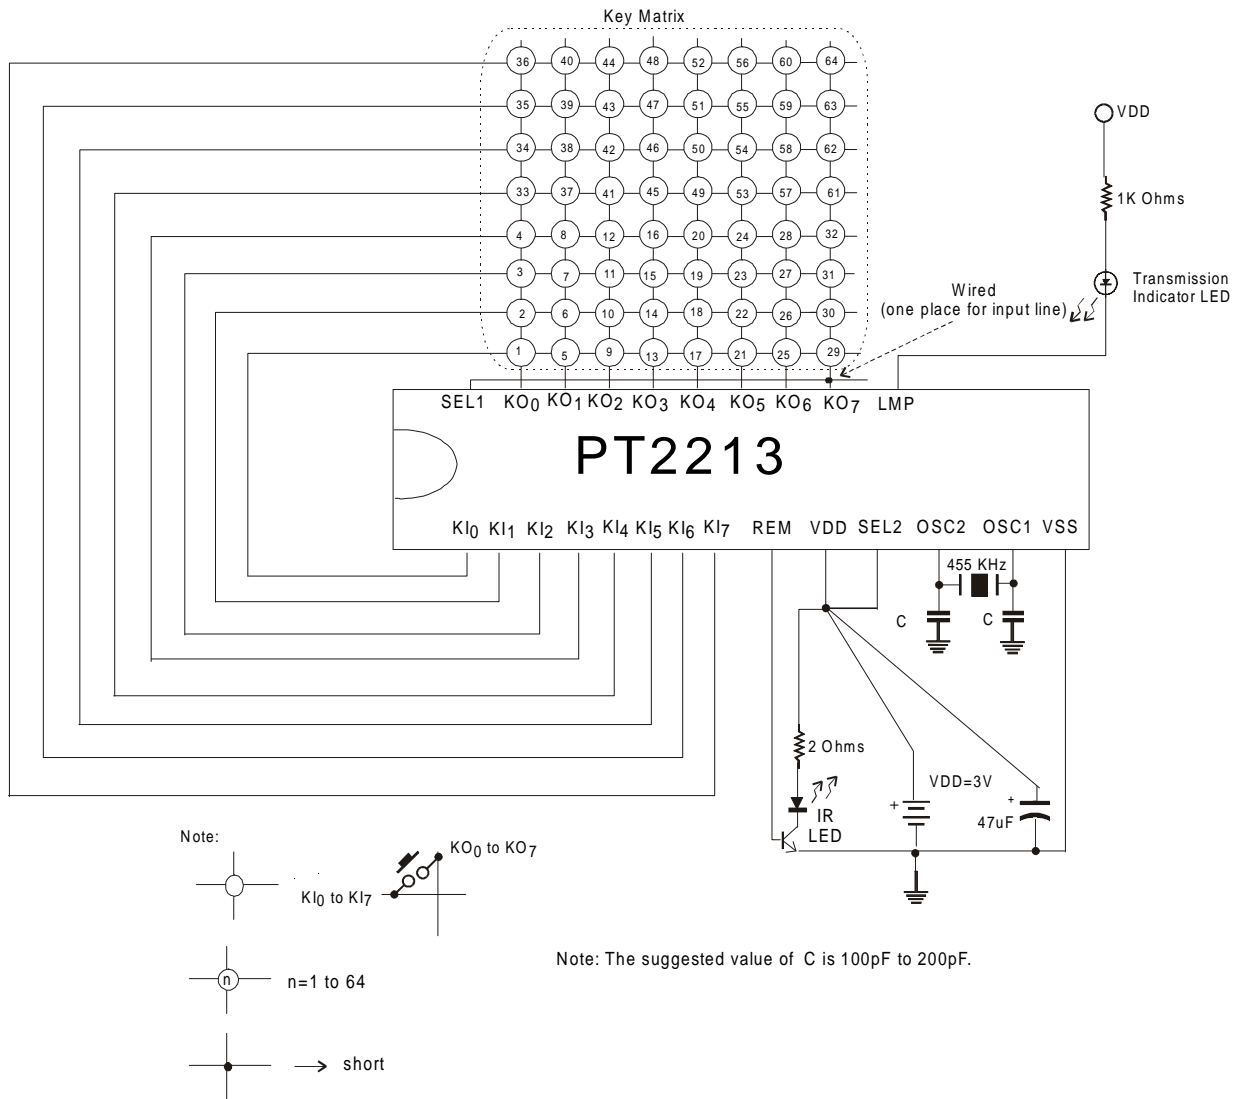 Key Matrix
36 40 44 48 52 56 60 64
35 39 43 47 51 55 59 63
34 38 42 46 50 54 58 62
33 37 41 45 49 53 57 61
4 8 12 16 20 24 28 32
3 7 11 15 19 23 27 31
2 6 10 14 18 22 26 30
1 5 9 13 17 21 25 29
VDD
1K Ohms
Transmission
Indicator LED
Wired
(one place for input line)
SEL1 KO0 KO1 KO2 KO3 KO4 KO5 KO6 KO7 LMP
PT2213
KI0 KI1 KI2 KI3 KI4 KI5 KI6 KI7 REM VDD SEL2 OSC2 OSC1 VSS
455 KHz
C C
2 Ohms
VDD=3V
+ +
IR
LED
47uF
Note:
KO0 to KO7
KI0 to KI7
n n=1 to 64
short
Note: The suggested value of C is 100pF to 200pF.